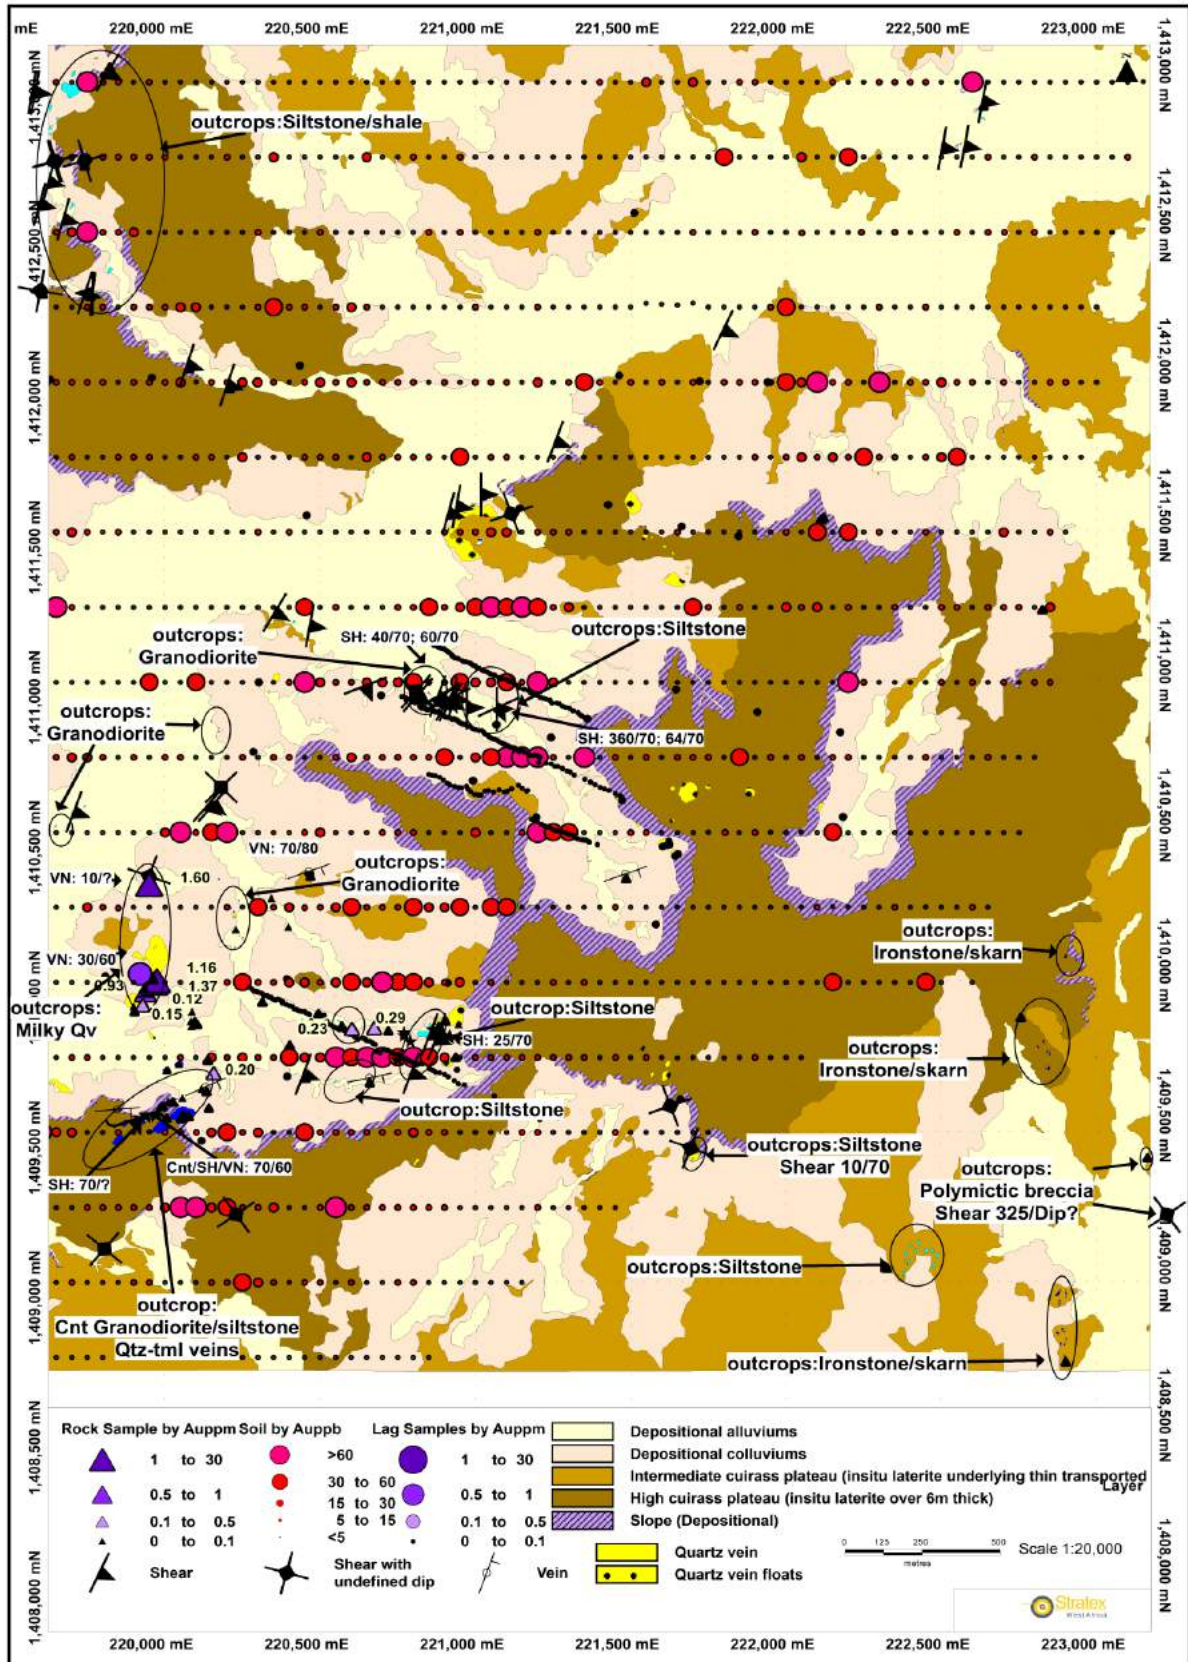 mE 220,000 mE 220,500 mE 221,000 mE 221,500 mE 222,000 mE 222,500 mE 223,000 mE
1,413,000 mN
1,412,500 mN
1,412,000 mN
1,411,500 mN
1,411,000 mN
1,410,500 mN
1,410,000 mN
1,409,500 mN
1,409,000 mN
1,408,500 mN
1,408,000 mN
outcrops:Siltstone/shale
outcrops:
Granodiorite
SH: 40/70; 60/70
outcrops:Siltstone
outcrops:
Granodiorite
SH: 360/70; 64/70
VN: 70/80
outcrops:
Granodiorite
VN: 10/?
1.60
VN: 30/60
outcrops:
Ironstone/skarn
1.16
0.93
1.37
0.12
0.15
outcrops:
Milky Qv
0.23
0.29
outcrop:Siltstone
SH: 25/70
outcrops:
Ironstone/skarn
0.20
outcrop:Siltstone
Cnt/SH/VN: 70/60
SH: 70/?
outcrops:Siltstone
Shear 10/70
outcrops:
Polymictic breccia
Shear 325/Dip?
outcrops:Siltstone
outcrop:
Cnt Granodiorite/siltstone
Qtz-tml veins
outcrops:Ironstone/skarn
Rock Sample by Auppm
1 to 30
0.5 to 1
0.1 to 0.5
0 to 0.1
Shear
Soil by Auppb
>60
30 to 60
15 to 30
5 to 15
<5
Shear with
undefined dip
Lag Samples by Auppm
1 to 30
0.5 to 1
0.1 to 0.5
0 to 0.1
Vein
Depositional alluviums
Depositional colluviums
Intermediate cuirass plateau (insitu laterite underlying thin transported
Layer
High cuirass plateau (insitu laterite over 6m thick)
Slope (Depositional)
Quartz vein
Quartz vein floats
0 125 250 500
metres
Scale 1:20,000
Stratex
West Africa
220,000 mE 220,500 mE 221,000 mE 221,500 mE 222,000 mE 222,500 mE 223,000 mE